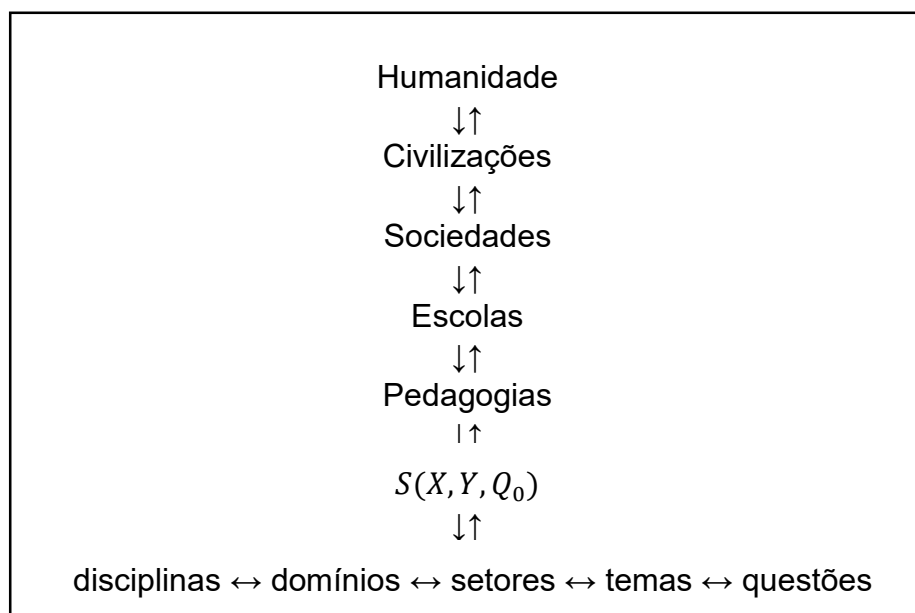 Humanidade
↓↑
Civilizações
↓↑
Sociedades
↓↑
Escolas
↓↑
Pedagogias
↓↑
S(X, Y, Q₀)
↓↑
disciplinas ↔ domínios ↔ setores ↔ temas ↔ questões